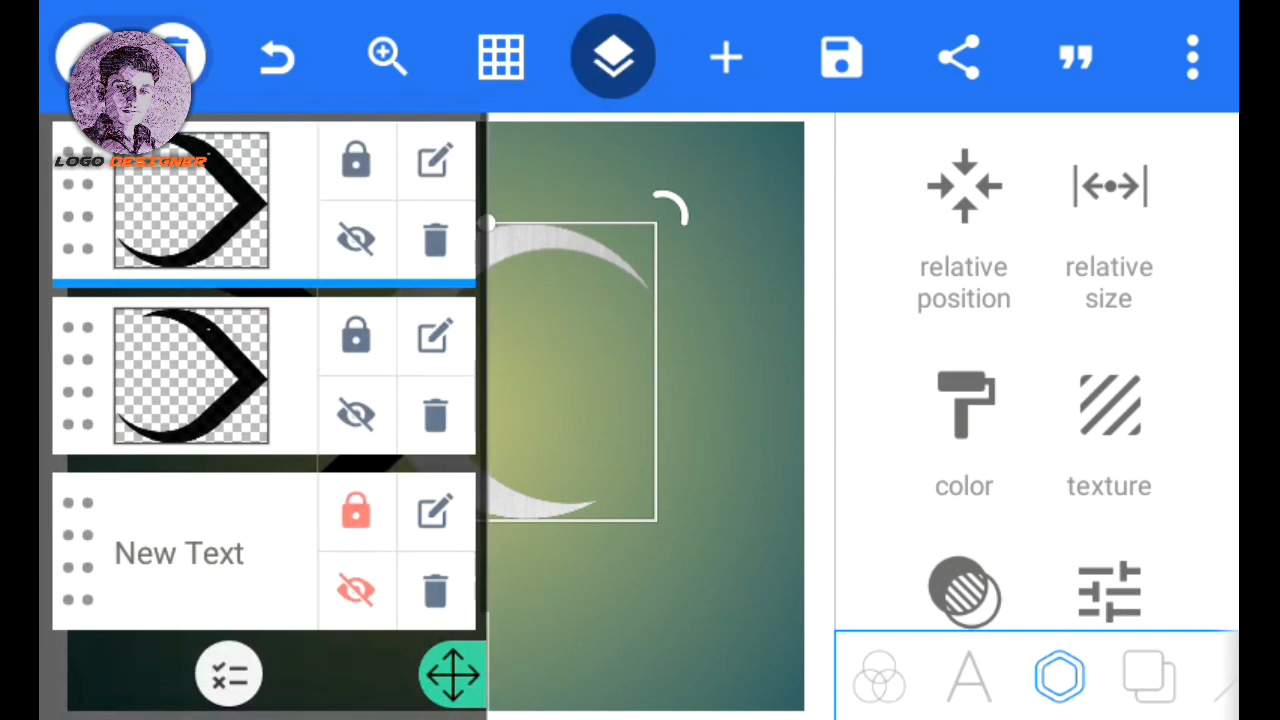 LOGO DESIGNER
New Text
relative
position
relative
size
color
texture